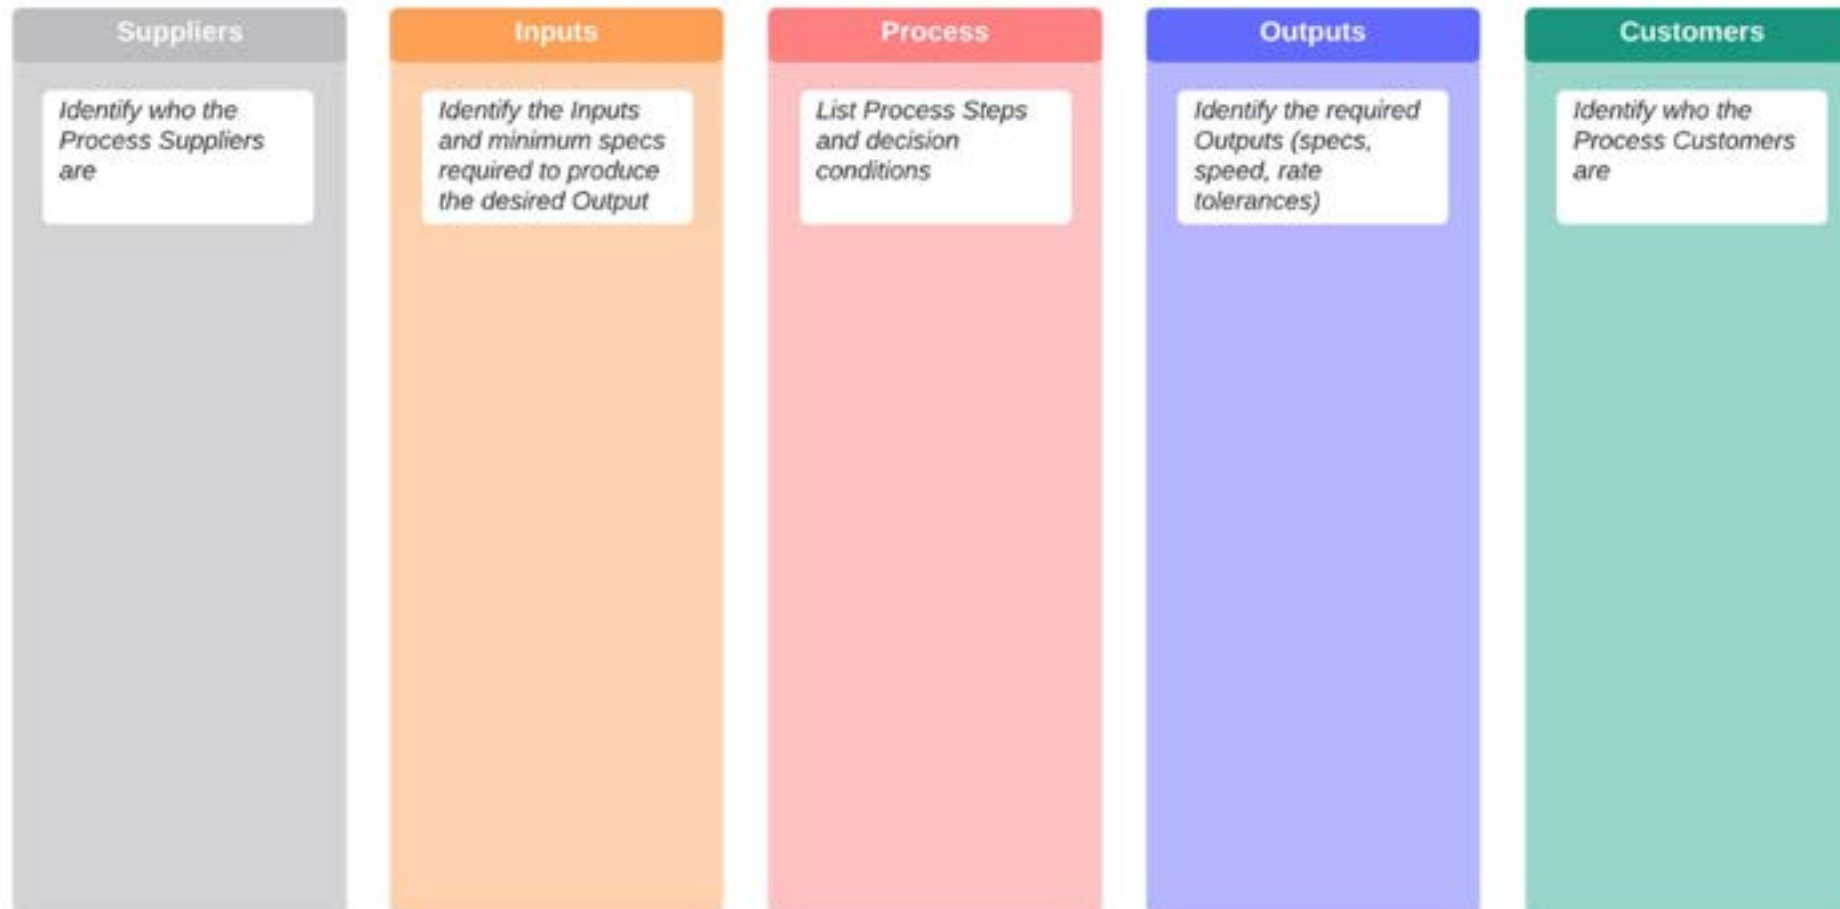 Suppliers
Identify who the
Process Suppliers
are
Inputs
Identify the Inputs
and minimum specs
required to produce
the desired Output
Process
List Process Steps
and decision
conditions
Outputs
Identify the required
Outputs (specs,
speed, rate
tolerances)
Customers
Identify who the
Process Customers
are